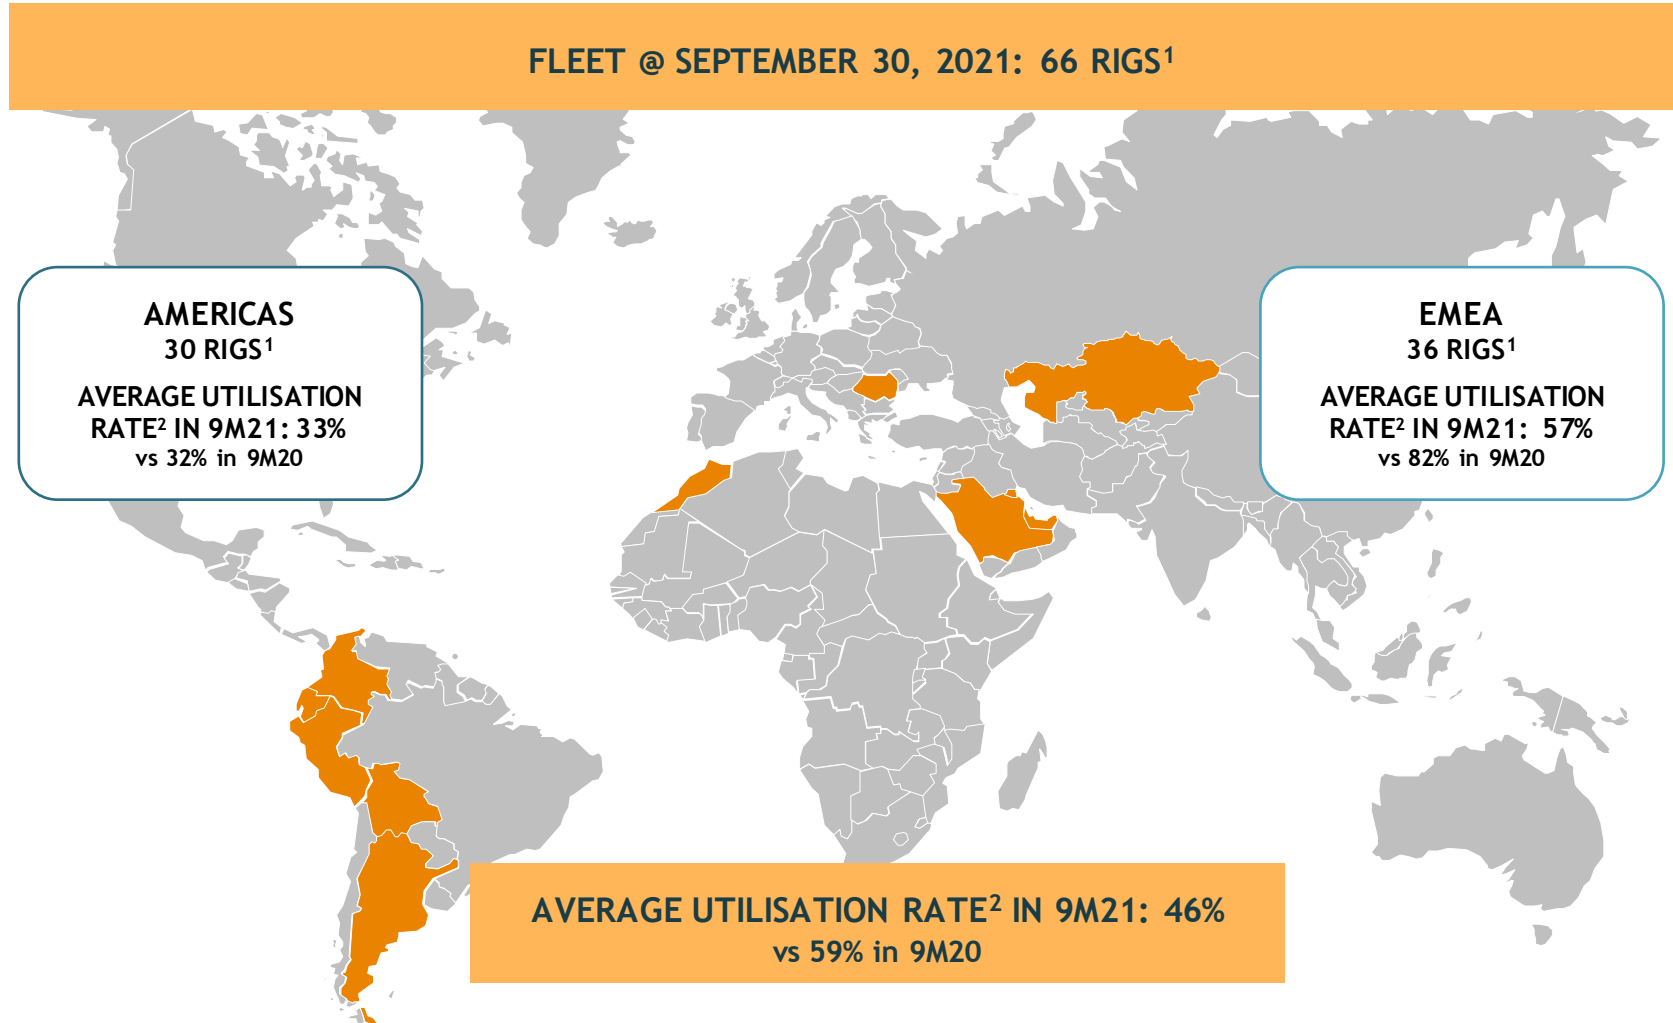 FLEET @ SEPTEMBER 30, 2021: 66 RIGS¹
AMERICAS
30 RIGS¹
AVERAGE UTILISATION
RATE² IN 9M21: 33%
vs 32% in 9M20
EMEA
36 RIGS¹
AVERAGE UTILISATION
RATE² IN 9M21: 57%
vs 82% in 9M20
AVERAGE UTILISATION RATE² IN 9M21: 46%
vs 59% in 9M20